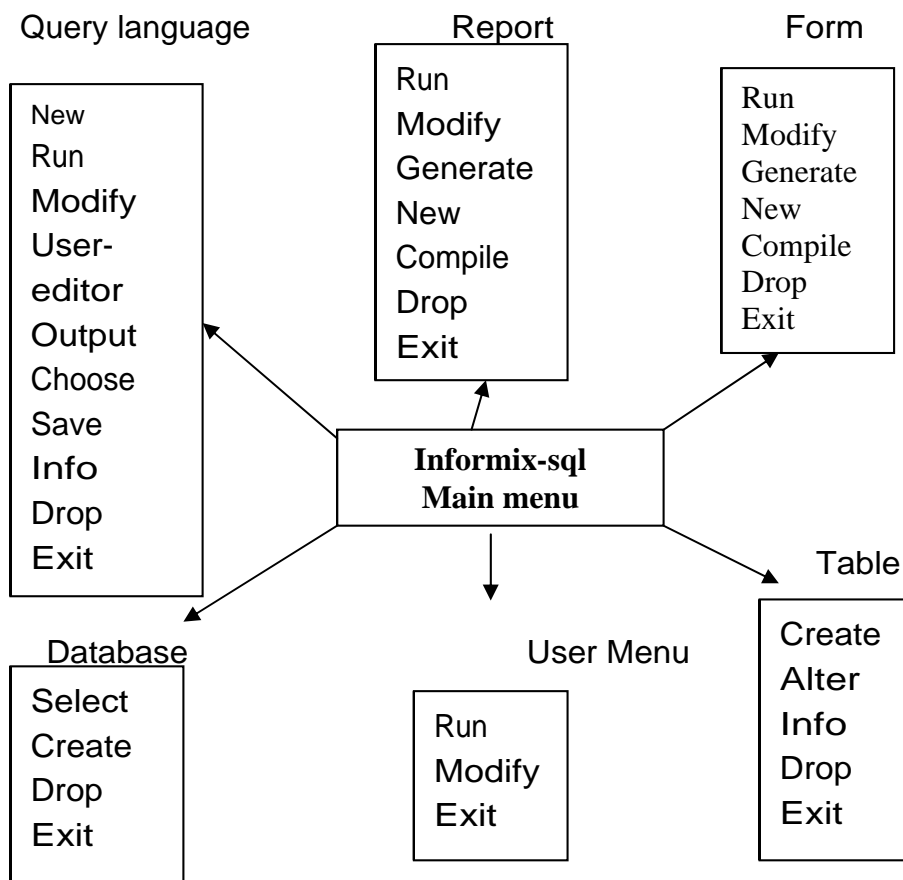 Query language
New
Run
Modify
User-
editor
Output
Choose
Save
Info
Drop
Exit
Report
Run
Modify
Generate
New
Compile
Drop
Exit
Form
Run
Modify
Generate
New
Compile
Drop
Exit
Informix-sql
Main menu
Database
Select
Create
Drop
Exit
User Menu
Run
Modify
Exit
Table
Create
Alter
Info
Drop
Exit